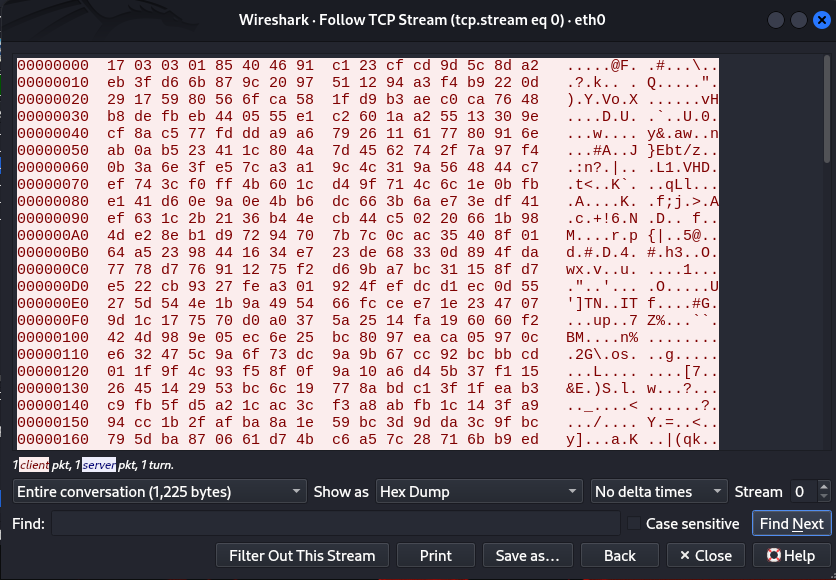 Wireshark · Follow TCP Stream (tcp.stream eq 0) · eth0
00000000 17 03 03 01 85 40 46 91 c1 23 cf cd 9d 5c 8d a2 .....@F. .#...\..
00000010 eb 3f d6 6b 87 9c 20 97 51 12 94 a3 f4 b9 22 0d .?.k.. . Q.....".
00000020 29 17 59 80 56 6f ca 58 1f d9 b3 ae c0 ca 76 48 ).Y.Vo.X ......vH
00000030 b8 de fb eb 44 05 55 e1 c2 60 1a a2 55 13 30 9e ....D.U. .`..U.0.
00000040 cf 8a c5 77 fd dd a9 a6 79 26 11 61 77 80 91 6e ...w.... y&.aw..n
00000050 ab 0a b5 23 41 1c 80 4a 7d 45 62 74 2f 7a 97 f4 ...#A..J }Ebt/z..
00000060 0b 3a 6e 3f e5 7c a3 a1 9c 4c 31 9a 56 48 44 c7 .:n?.|.. .L1.VHD.
00000070 ef 74 3c f0 ff 4b 60 1c d4 9f 71 4c 6c 1e 0b fb .t<..K`. ..qLl...
00000080 e1 41 d6 0e 9a 0e 4b b6 dc 66 3b 6a e7 3e df 41 .A....K. .f;j.>.A
00000090 ef 63 1c 2b 21 36 b4 4e cb 44 c5 02 20 66 1b 98 .c.+!6.N .D.. f..
000000A0 4d e2 8e b1 d9 72 94 70 7b 7c 0c ac 35 40 8f 01 M....r.p {|..5@..
000000B0 64 a5 23 98 44 16 34 e7 23 de 68 33 0d 89 4f da d.#.D.4. #.h3..O.
000000C0 77 78 d7 76 91 12 75 f2 d6 9b a7 bc 31 15 8f d7 wx.v..u. ....1...
000000D0 e5 22 cb 93 27 fe a3 01 92 4f ef dc d1 ec 0d 55 ."..'... .O.....U
000000E0 27 5d 54 4e 1b 9a 49 54 66 fc ce e7 1e 23 47 07 ']TN..IT f....#G.
000000F0 9d 1c 17 75 70 d0 a0 37 5a 25 14 fa 19 60 60 f2 ...up..7 Z%...``.
00000100 42 4d 98 9e 05 ec 6e 25 bc 80 97 ea ca 05 97 0c BM....n% ........
00000110 e6 32 47 5c 9a 6f 73 dc 9a 9b 67 cc 92 bc bb cd .2G\.os. ..g.....
00000120 01 1f 9f 4c 93 f5 8f 0f 9a 10 a6 d4 5b 37 f1 15 ...L.... ....[7..
00000130 26 45 14 29 53 bc 6c 19 77 8a bd c1 3f 1f ea b3 &E.)S.l. w...?...
00000140 c9 fb 5f d5 a2 1c ac 3c f3 a8 ab fb 1c 14 3f a9 .._....< ......?.
00000150 94 cc 1b 2f af ba 8a 1e 59 bc 3d 9d da 3c 9f bc .../.... Y.=..<..
00000160 79 5d ba 87 06 61 d7 4b c6 a5 7c 28 71 6b b9 ed y]...a.K ..|(qk..
1 client pkt, 1 server pkt, 1 turn.
Entire conversation (1,225 bytes) Show as Hex Dump No delta times Stream 0
Find: Case sensitive Find Next
Filter Out This Stream Print Save as… Back Close Help